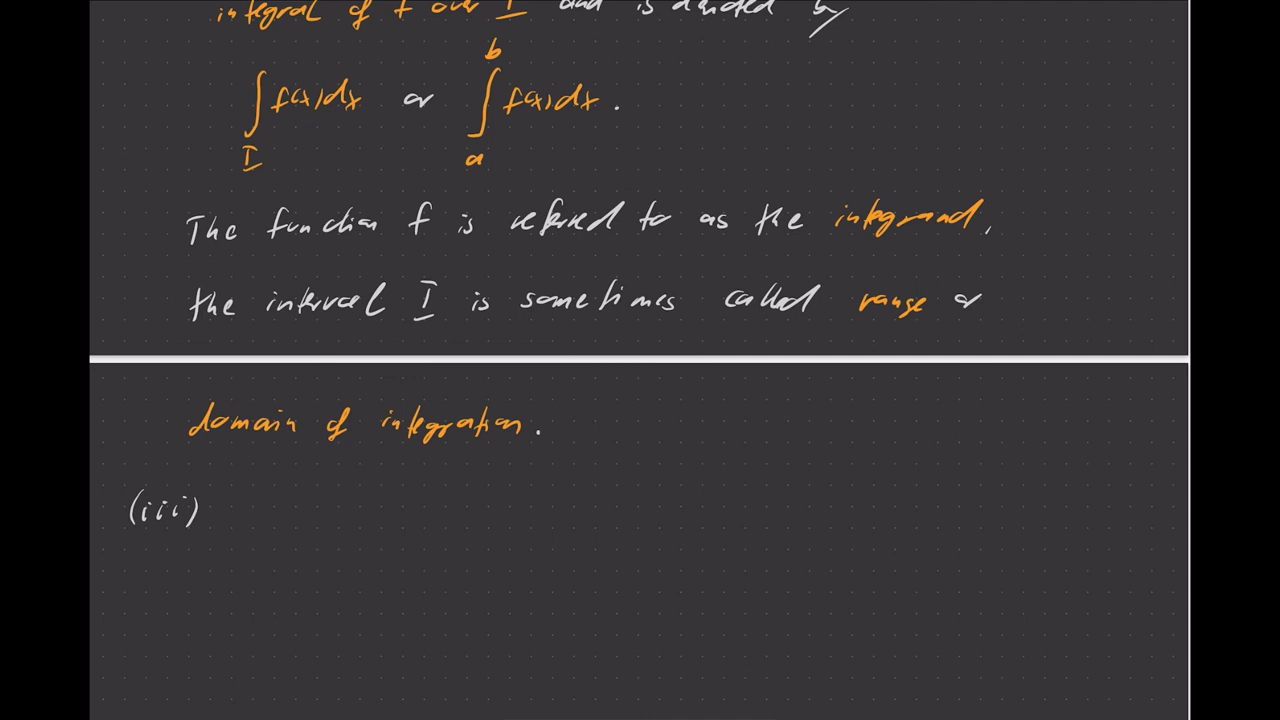 integral of f over I and is denoted by
∫_I f(x)dx or ∫_a^b f(x)dx.
The function f is referred to as the integrand,
the interval I is sometimes called range or
domain of integration.
(iii)